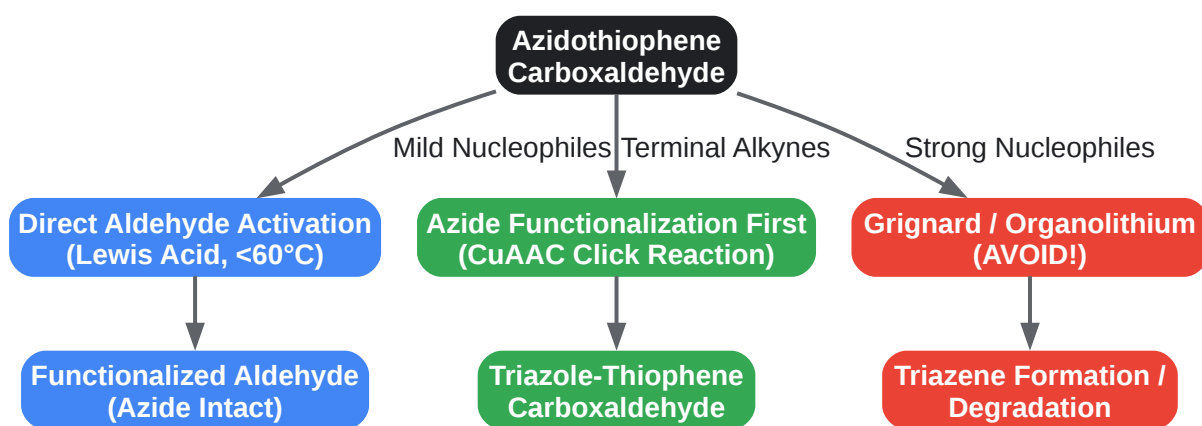 Azidothiophene
Carboxaldehyde
Mild Nucleophiles
Terminal Alkynes
Strong Nucleophiles
Direct Aldehyde Activation
(Lewis Acid, <60°C)
Azide Functionalization First
(CuAAC Click Reaction)
Grignard / Organolithium
(AVOID!)
Functionalized Aldehyde
(Azide Intact)
Triazole-Thiophene
Carboxaldehyde
Triazene Formation /
Degradation